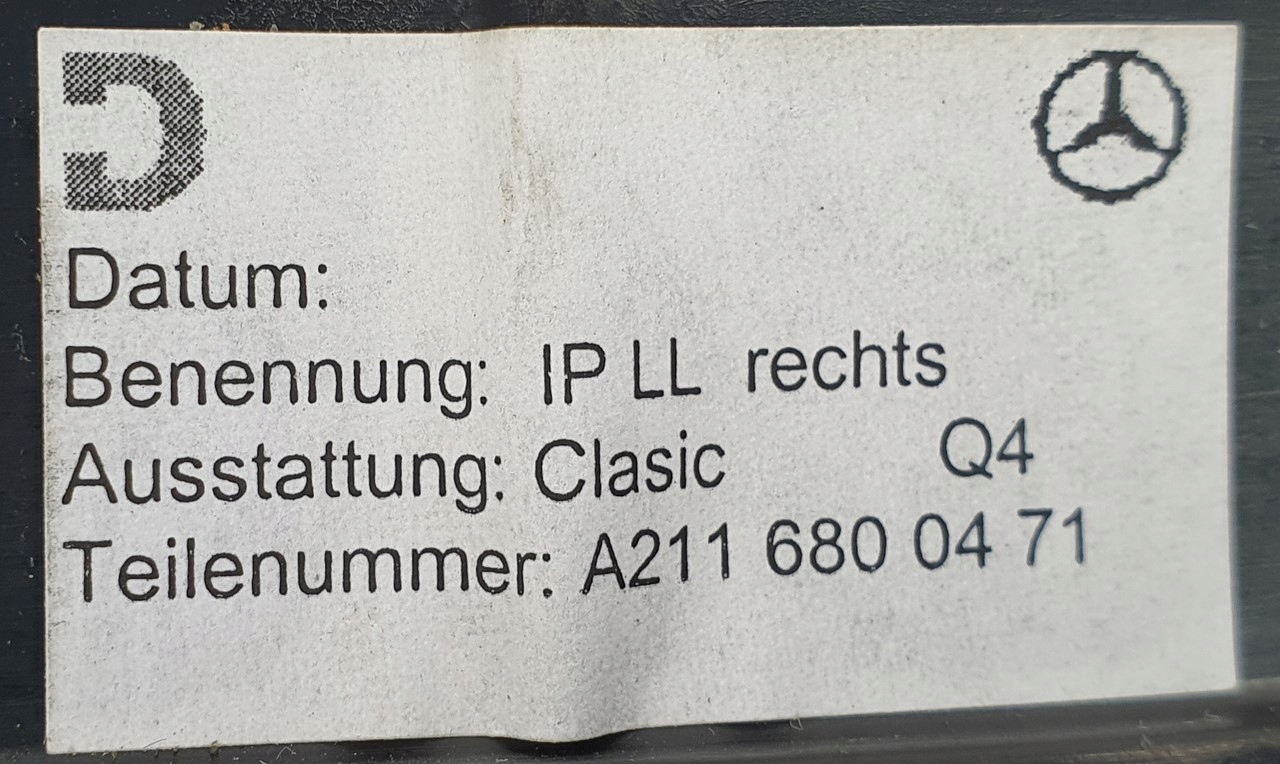 Datum:
Benennung: IP LL rechts
Ausstattung: Clasic Q4
Teilenummer: A211 680 04 71